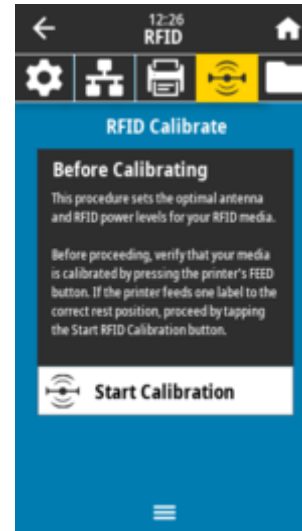 12:26
RFID
RFID Calibrate
Before Calibrating
This procedure sets the optimal antenna
and RFID power levels for your RFID media.
Before proceeding, verify that your media
is calibrated by pressing the printer's FEED
button. If the printer feeds one label to the
correct rest position, proceed by tapping
the Start RFID Calibration button.
Start Calibration